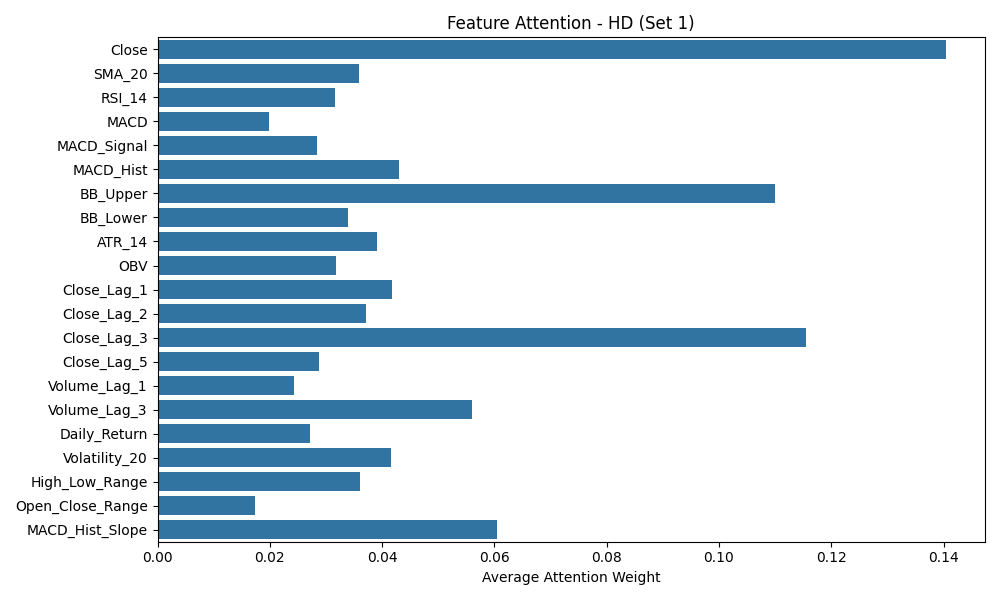 Feature Attention - HD (Set 1)
Close
SMA_20
RSI_14
MACD
MACD_Signal
MACD_Hist
BB_Upper
BB_Lower
ATR_14
OBV
Close_Lag_1
Close_Lag_2
Close_Lag_3
Close_Lag_5
Volume_Lag_1
Volume_Lag_3
Daily_Return
Volatility_20
High_Low_Range
Open_Close_Range
MACD_Hist_Slope
0.00 0.02 0.04 0.06 0.08 0.10 0.12 0.14
Average Attention Weight